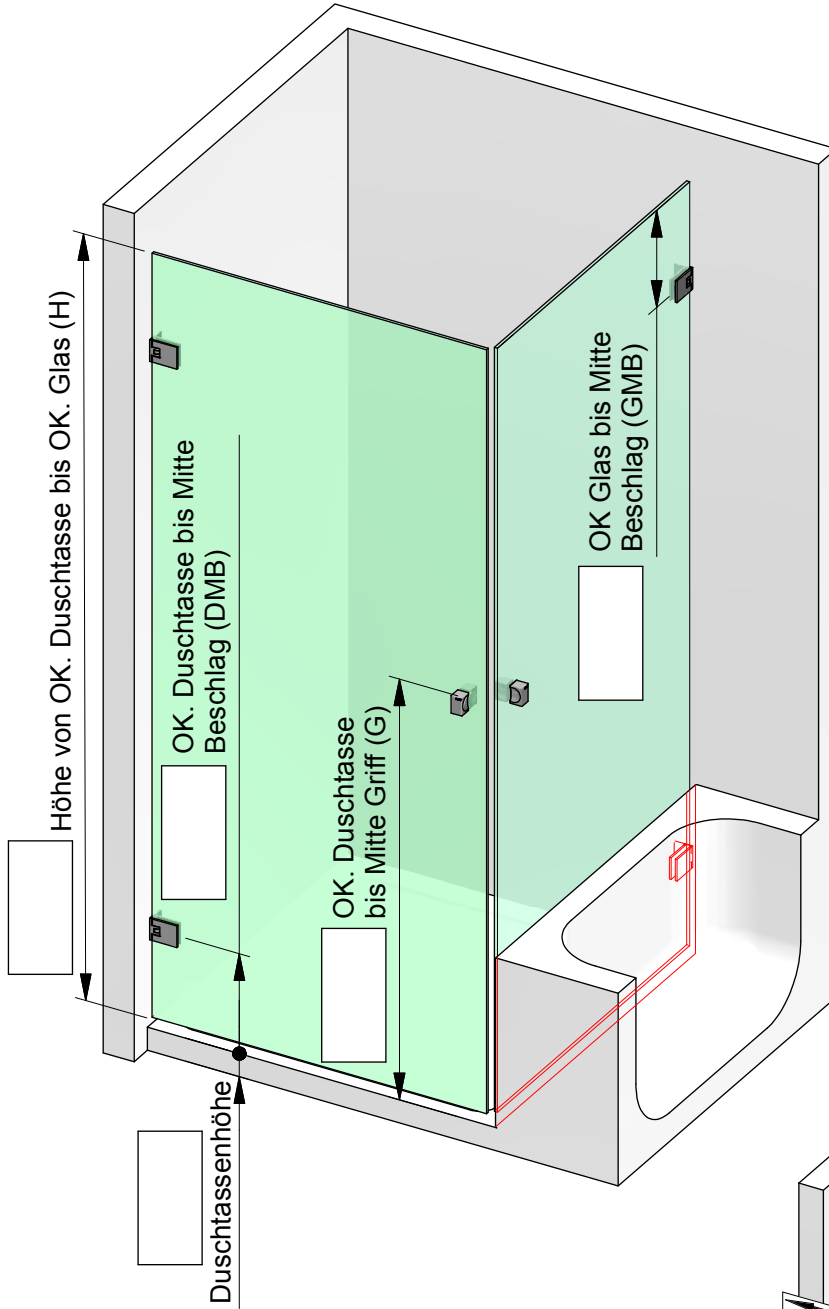 Höhe von OK. Duschtasse bis OK. Glas (H)
OK. Duschtasse bis Mitte
Beschlag (DMB)
OK. Duschtasse
bis Mitte Griff (G)
OK Glas bis Mitte
Beschlag (GMB)
Duschtassenhöhe